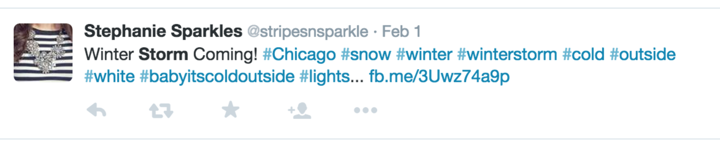 Stephanie Sparkles @stripesnsparkle · Feb 1
Winter Storm Coming! #Chicago #snow #winter #winterstorm #cold #outside
#white #babyitscoldoutside #lights... fb.me/3Uwz74a9p